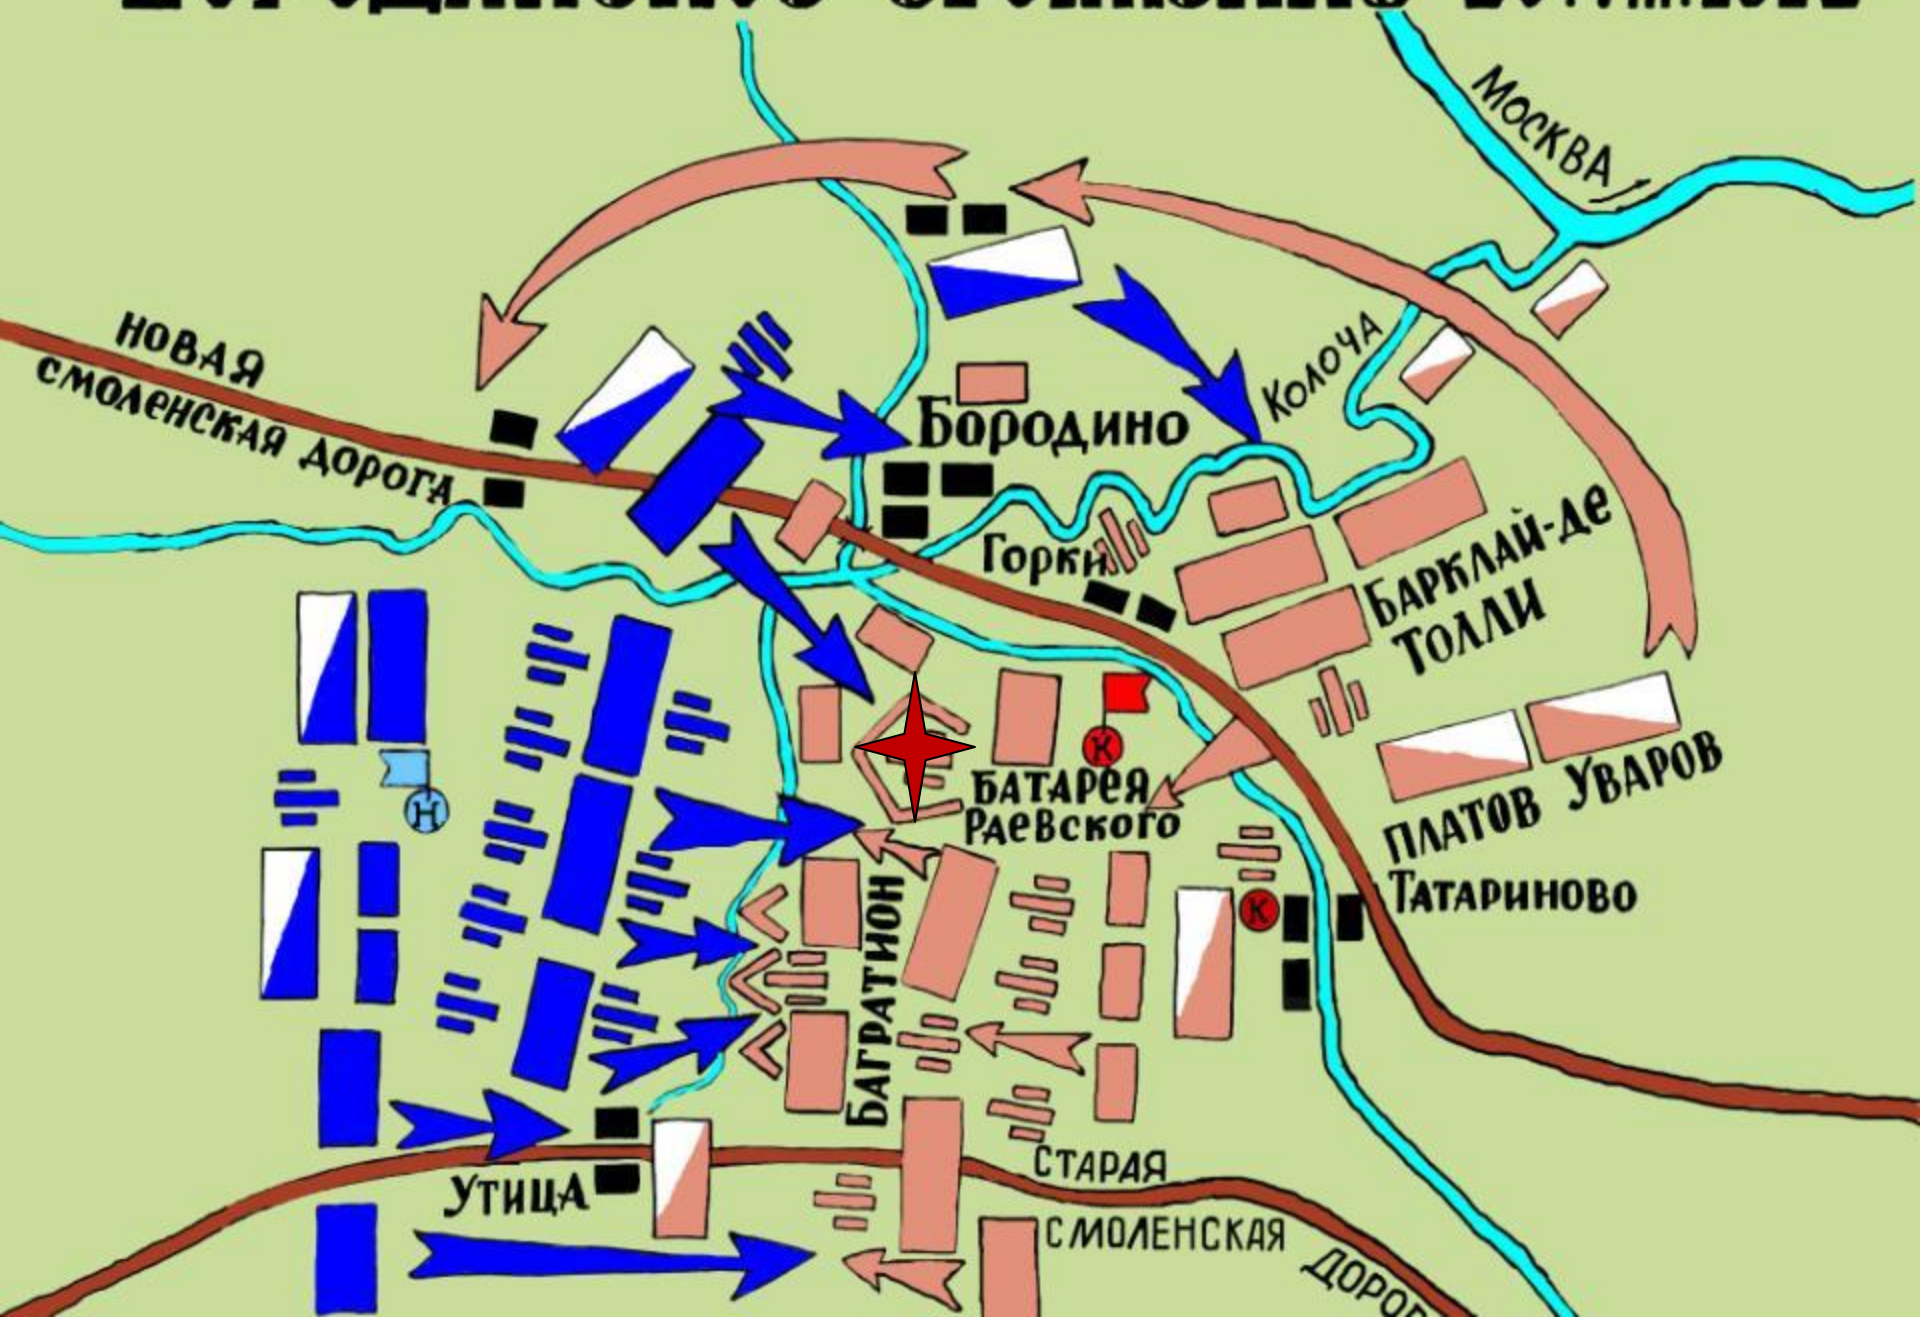 МОСКВА
НОВАЯ
СМОЛЕНСКАЯ ДОРОГА
КОЛОЧА
БОРОДИНО
ГОРКИ
БАРКЛАЙ-ДЕ
ТОЛЛИ
К
Н
БАТАРЕЯ
РАЕВСКОГО
ПЛАТОВ УВАРОВ
ТАТАРИНОВО
К
БАГРАТИОН
УТИЦА
СТАРАЯ
СМОЛЕНСКАЯ
ДОРОГ